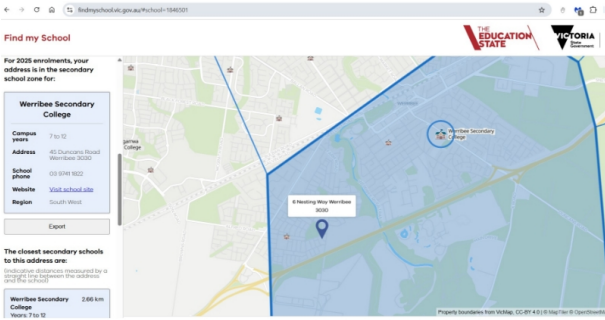 findmyschool.vic.gov.au/?school=1846501
Find my School
THE
EDUCATION
STATE
VICTORIA
State
Government
For 2025 enrolments, your
address is in the secondary
school zone for:
Werribee Secondary
College
Campus
years
7 to 12
Address
45 Duncans Road
Werribee 3030
School
phone
03 9741 1822
Website
Visit school site
Region
South West
Export
The closest secondary schools
to this address are:
(indicative distances measured by a
straight line between the address
and the school)
Werribee Secondary
College
2.66 km
Years: 7 to 12
College
Werribee Secondary
College
6 Nesting Way Werribee
3030
Property boundaries from VicMap, CC-BY 4.0 | © MapTiler © OpenStreetM